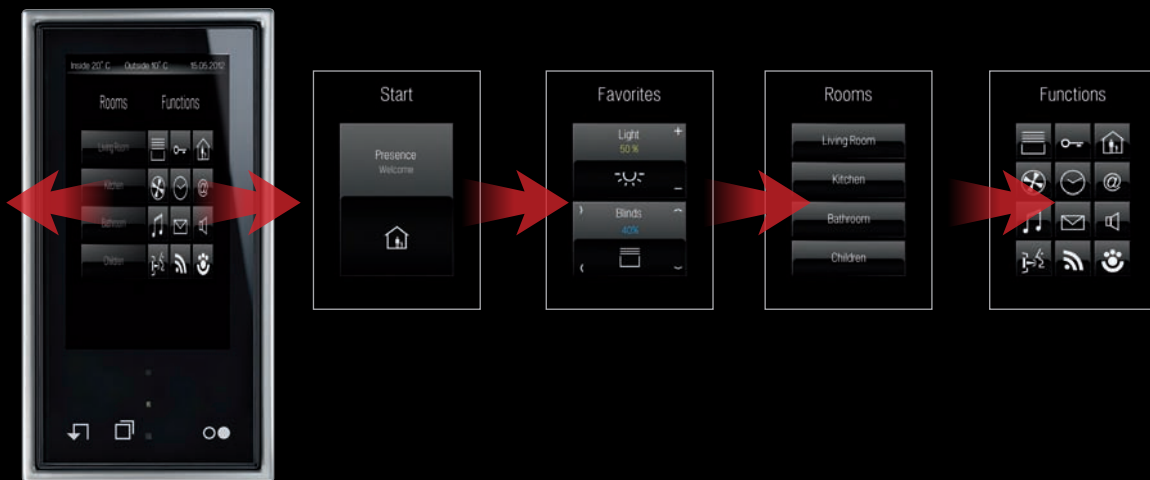 Inside 20° C Outside 10° C 15.05.2012
Rooms Functions
Living Room
Kitchen
Bathroom
Children
@
Start
Presence
Welcome
Favorites
Light +
50 %
–
Blinds
40%
Rooms
Living Room
Kitchen
Bathroom
Children
Functions
@